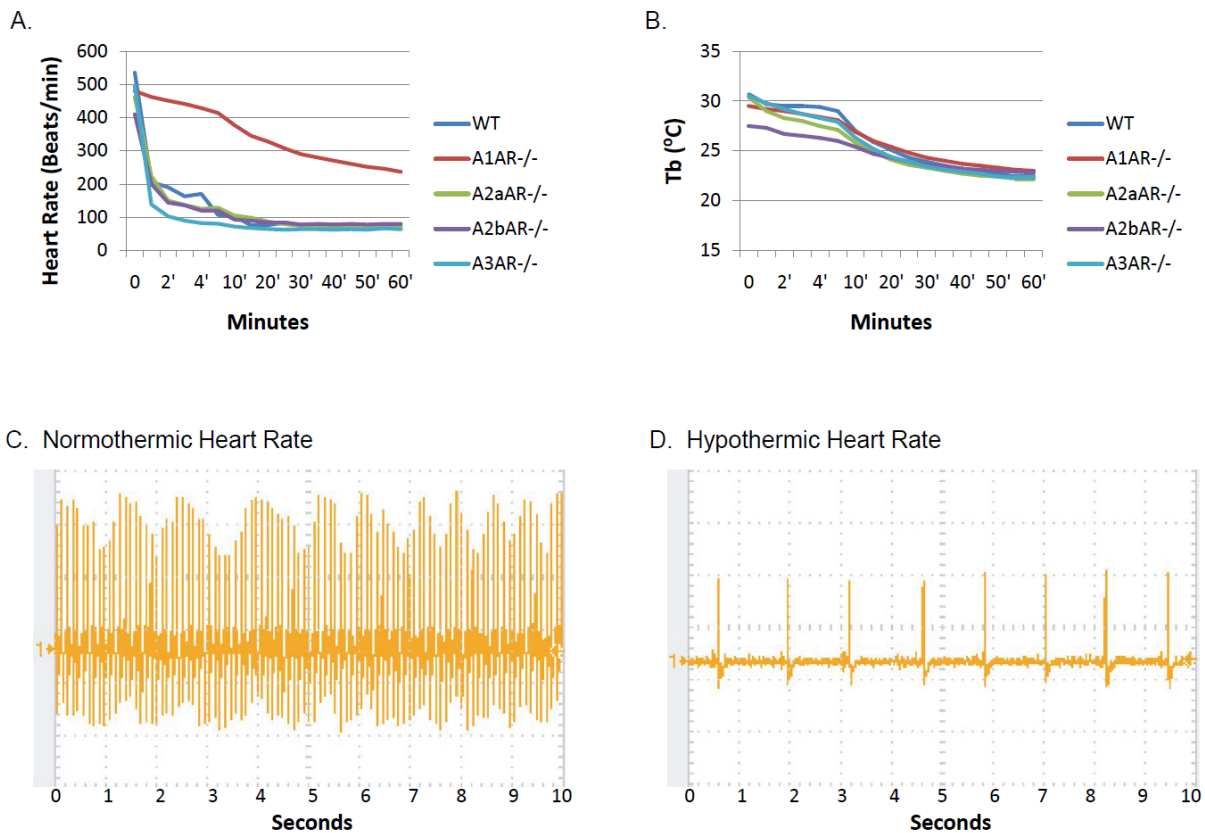 A.
Heart Rate (Beats/min)
600
500
400
300
200
100
0
0 2' 4' 10' 20' 30' 40' 50' 60'
Minutes
WT
A1AR-/-
A2aAR-/-
A2bAR-/-
A3AR-/-
B.
Tb (°C)
35
30
25
20
15
0 2' 4' 10' 20' 30' 40' 50' 60'
Minutes
WT
A1AR-/-
A2aAR-/-
A2bAR-/-
A3AR-/-
C. Normothermic Heart Rate
1
0 1 2 3 4 5 6 7 8 9 10
Seconds
D. Hypothermic Heart Rate
1
0 1 2 3 4 5 6 7 8 9 10
Seconds